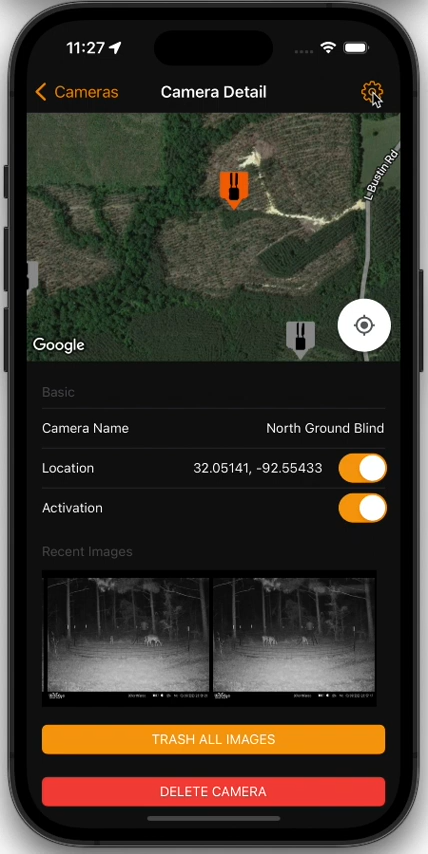 11:27
Cameras
Camera Detail
L Bustin Rd
Google
Basic
Camera Name
North Ground Blind
Location
32.05141, -92.55433
Activation
Recent Images
TRASH ALL IMAGES
DELETE CAMERA